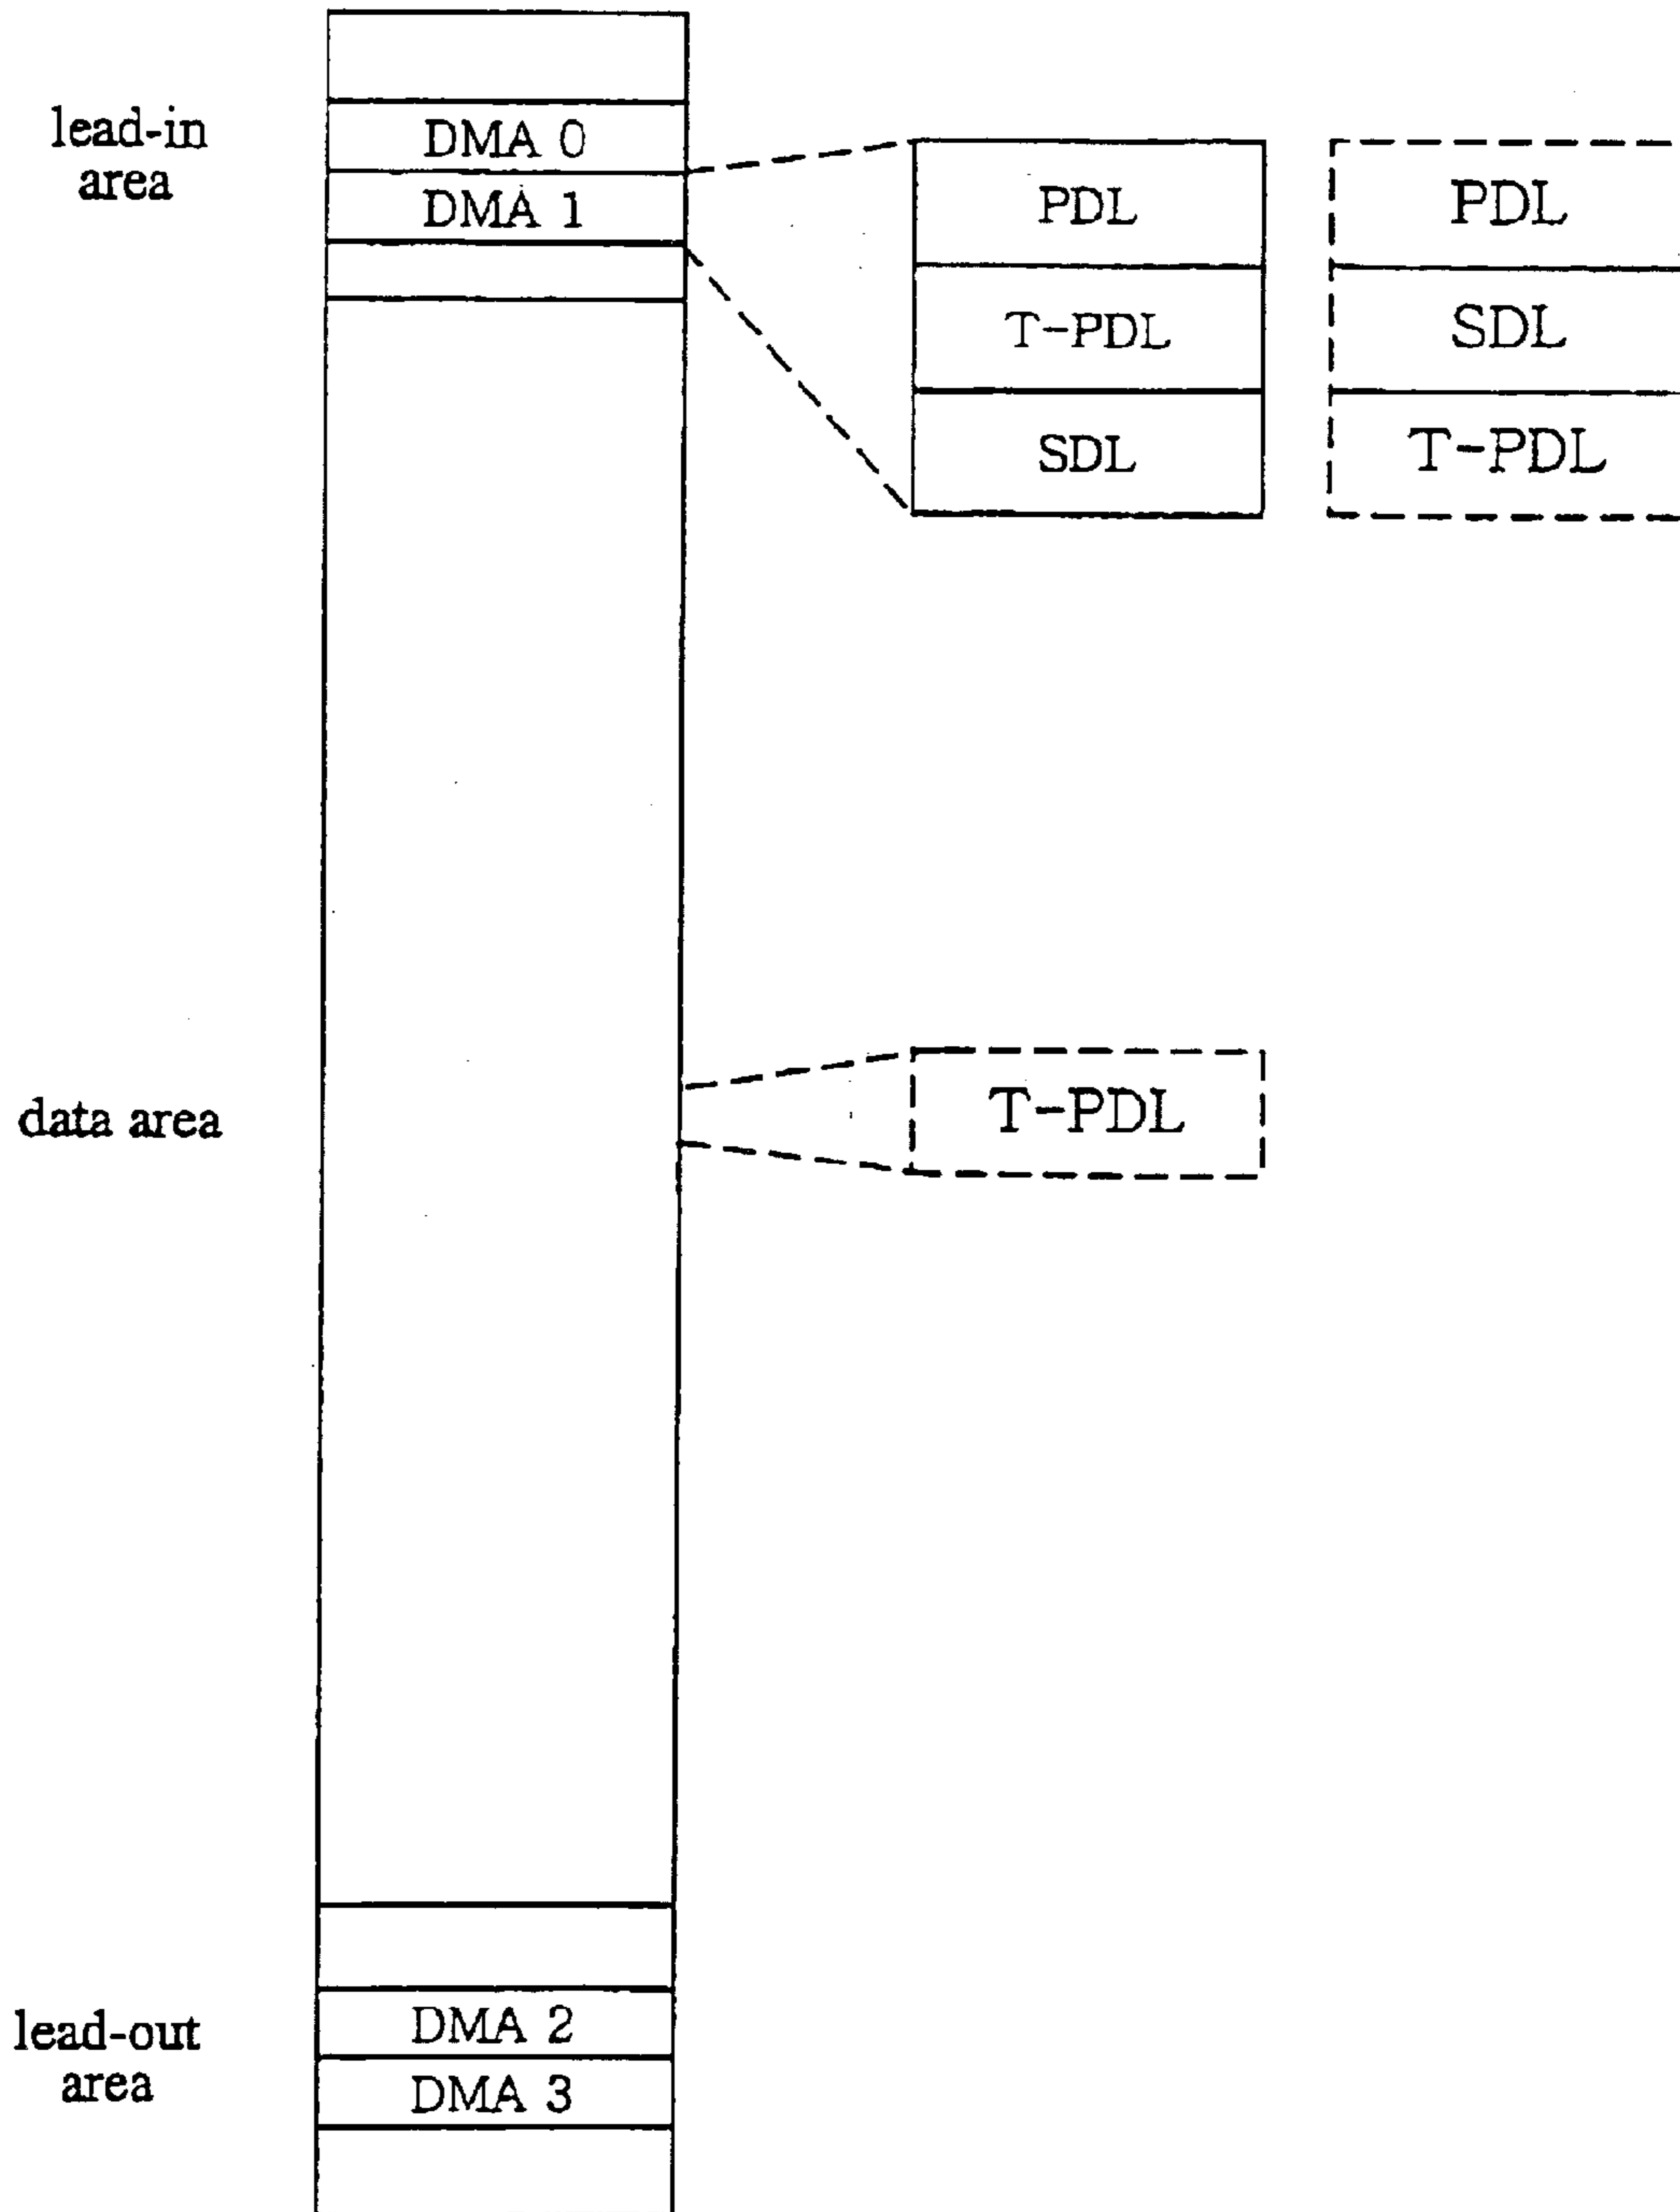 lead-in
area
DMA 0
DMA 1
PDL
T-PDL
SDL
PDL
SDL
T-PDL
data area
T-PDL
lead-out
area
DMA 2
DMA 3